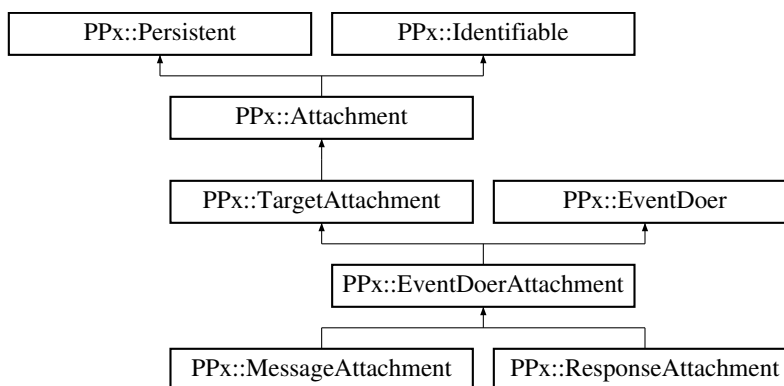 PPx::Persistent
PPx::Identifiable
PPx::Attachment
PPx::TargetAttachment
PPx::EventDoer
PPx::EventDoerAttachment
PPx::MessageAttachment
PPx::ResponseAttachment